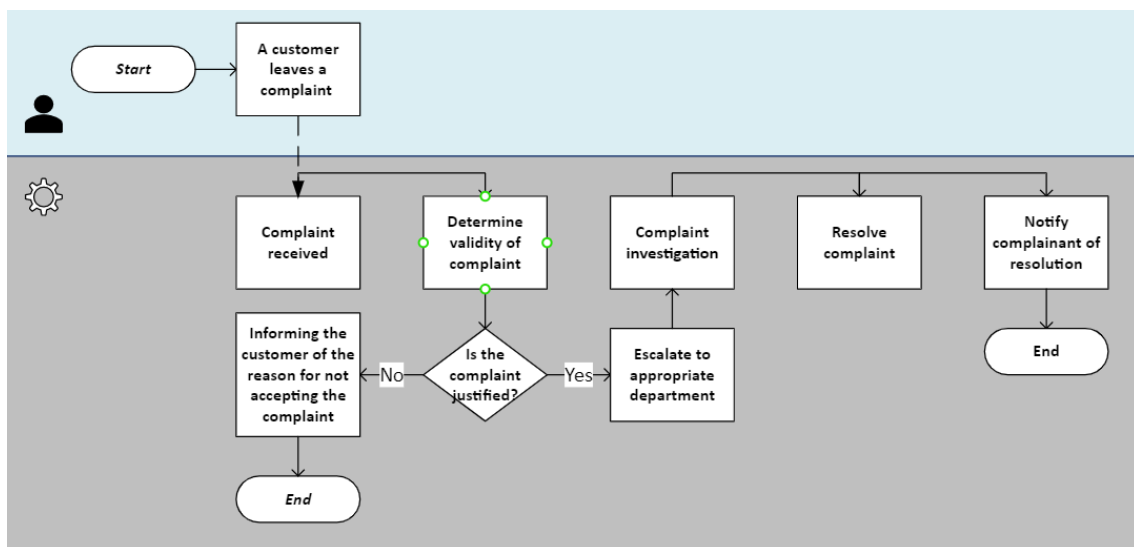 Start
A customer
leaves a
complaint
Complaint
received
Determine
validity of
complaint
Complaint
investigation
Resolve
complaint
Notify
complainant of
resolution
Informing the
customer of the
reason for not
accepting the
complaint
No
Is the
complaint
justified?
Yes
Escalate to
appropriate
department
End
End